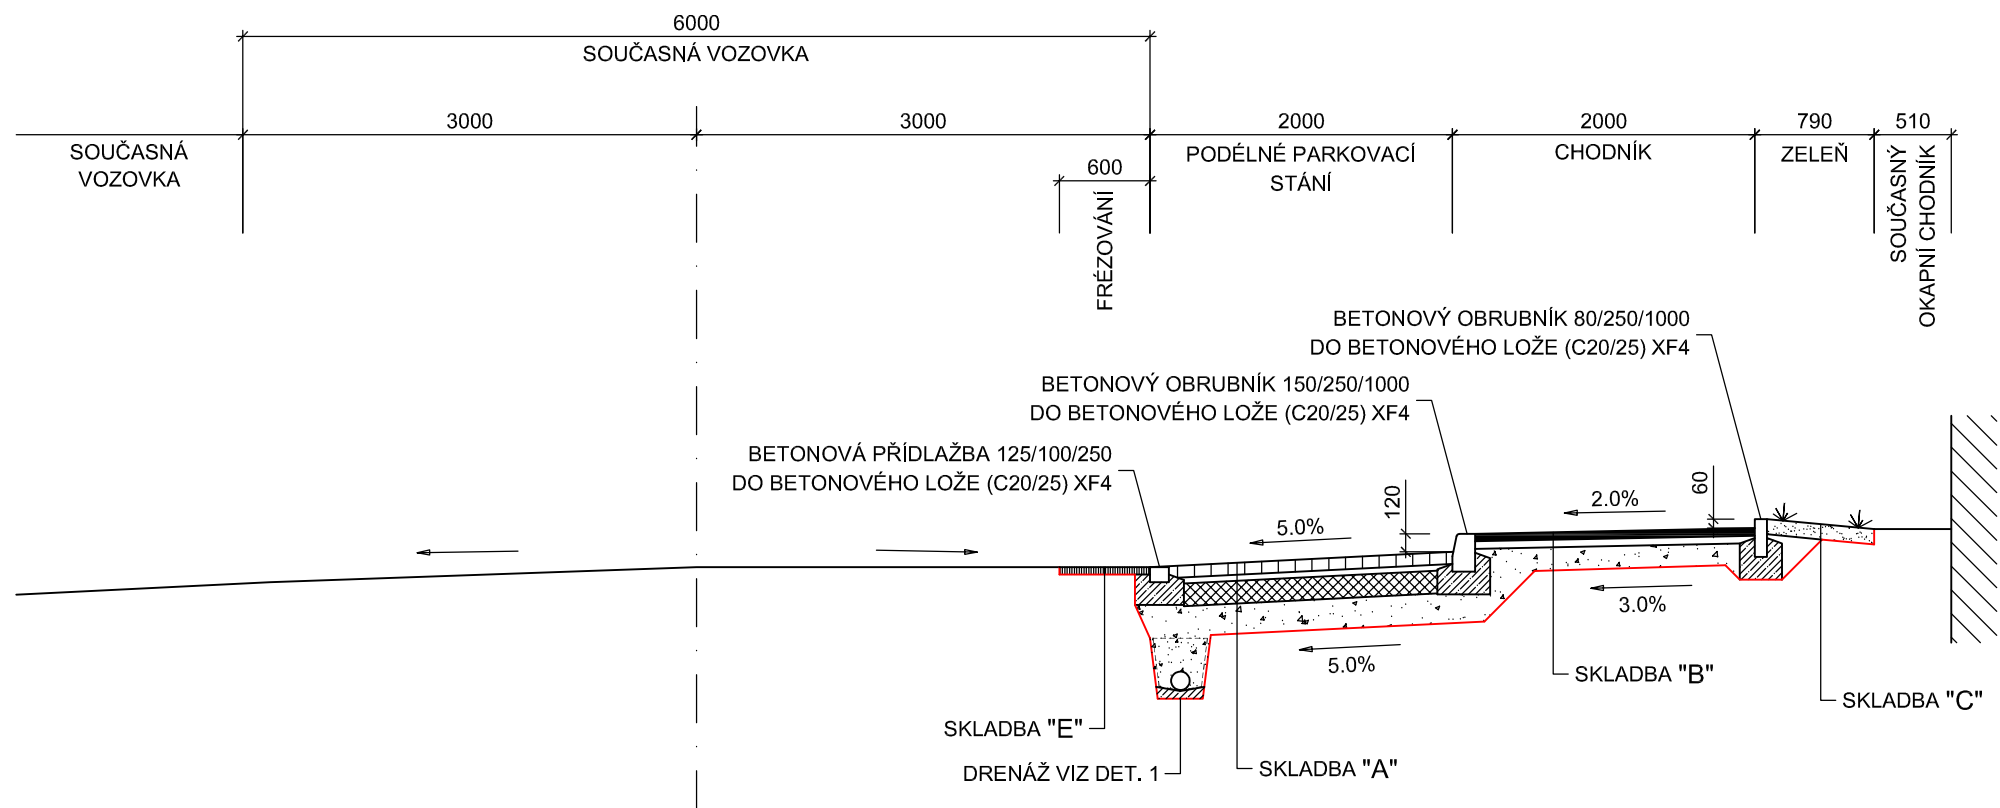 6000
SOUČASNÁ VOZOVKA
3000
3000
2000
2000
790
510
SOUČASNÁ
VOZOVKA
600
FRÉZOVÁNÍ
PODÉLNÉ PARKOVACÍ
STÁNÍ
CHODNÍK
ZELEŇ
SOUČASNÝ
OKAPNÍ CHODNÍK
BETONOVÝ OBRUBNÍK 80/250/1000
DO BETONOVÉHO LOŽE (C20/25) XF4
BETONOVÝ OBRUBNÍK 150/250/1000
DO BETONOVÉHO LOŽE (C20/25) XF4
BETONOVÁ PŘÍDLAŽBA 125/100/250
DO BETONOVÉHO LOŽE (C20/25) XF4
120
60
2.0%
5.0%
3.0%
5.0%
SKLADBA "B"
SKLADBA "C"
SKLADBA "E"
SKLADBA "A"
DRENÁŽ VIZ DET. 1